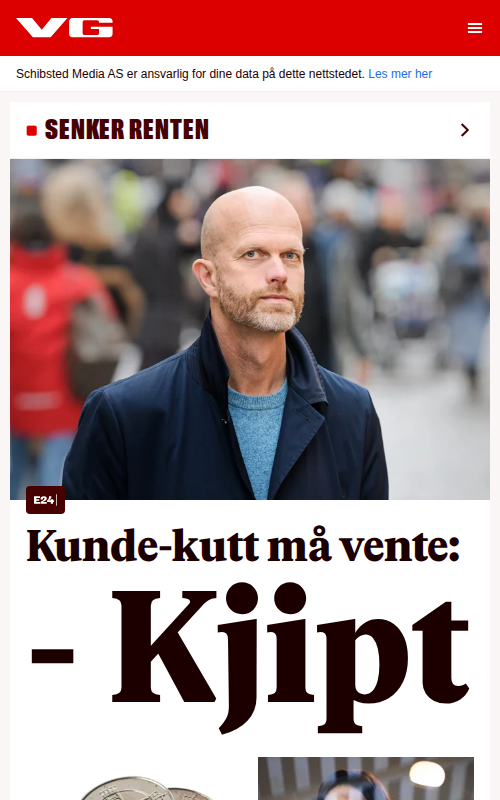 VG
Schibsted Media AS er ansvarlig for dine data på dette nettstedet. Les mer her
SENKER RENTEN
E24
Kunde-kutt må vente:
– Kjipt